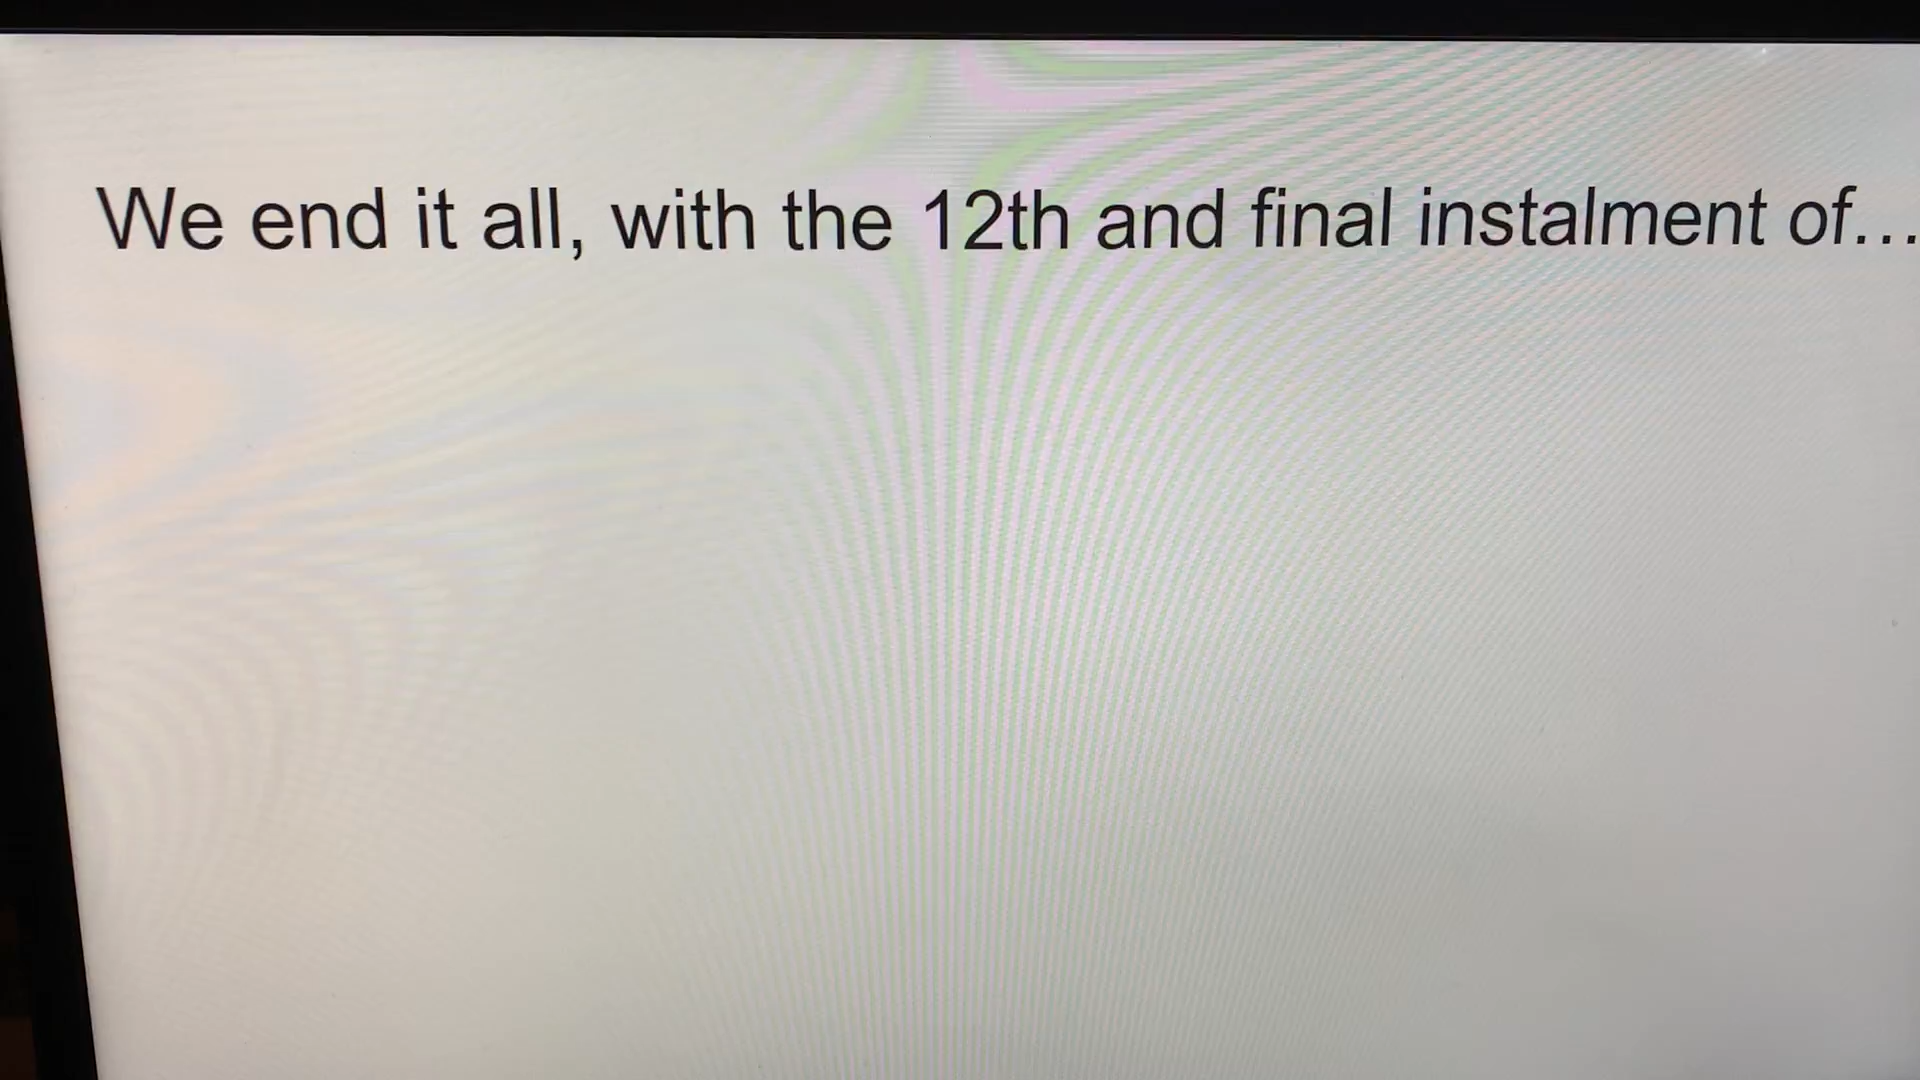 We end it all, with the 12th and final instalment of...